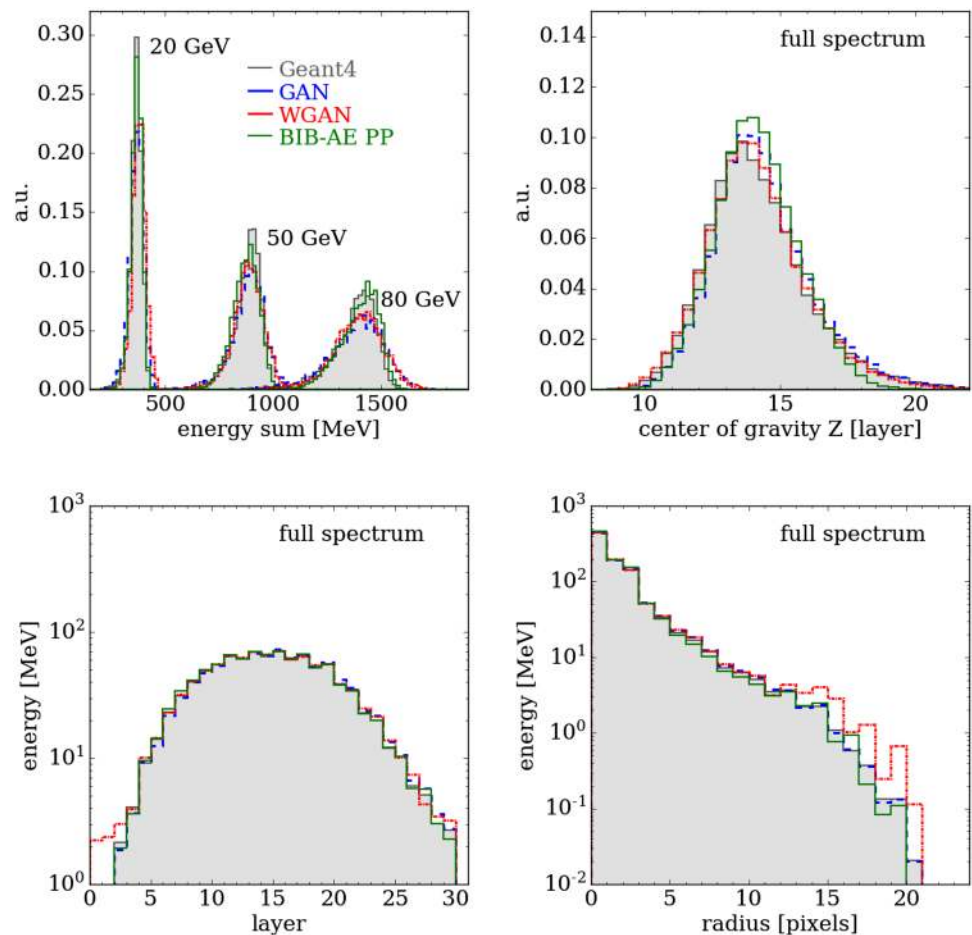 0.30
0.25
0.20
0.15
0.10
0.05
0.00
a.u.
20 GeV
Geant4
GAN
WGAN
BIB-AE PP
50 GeV
80 GeV
500
1000
1500
energy sum [MeV]
0.14
0.12
0.10
0.08
0.06
0.04
0.02
0.00
a.u.
full spectrum
10
15
20
center of gravity Z [layer]
10³
10²
10¹
10⁰
energy [MeV]
full spectrum
0
5
10
15
20
25
30
layer
10³
10²
10¹
10⁰
10⁻¹
10⁻²
energy [MeV]
full spectrum
0
5
10
15
20
radius [pixels]